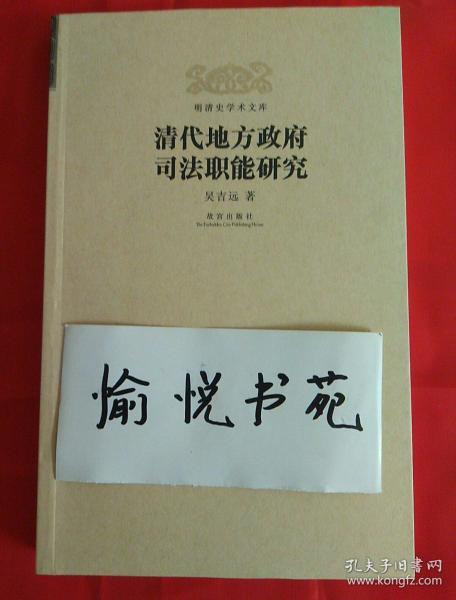 明清史学术文库
清代地方政府
司法职能研究
吴吉远 著
故宫出版社
The Forbidden City Publishing House
愉悦书苑
孔夫子旧书网
www.kongfz.com